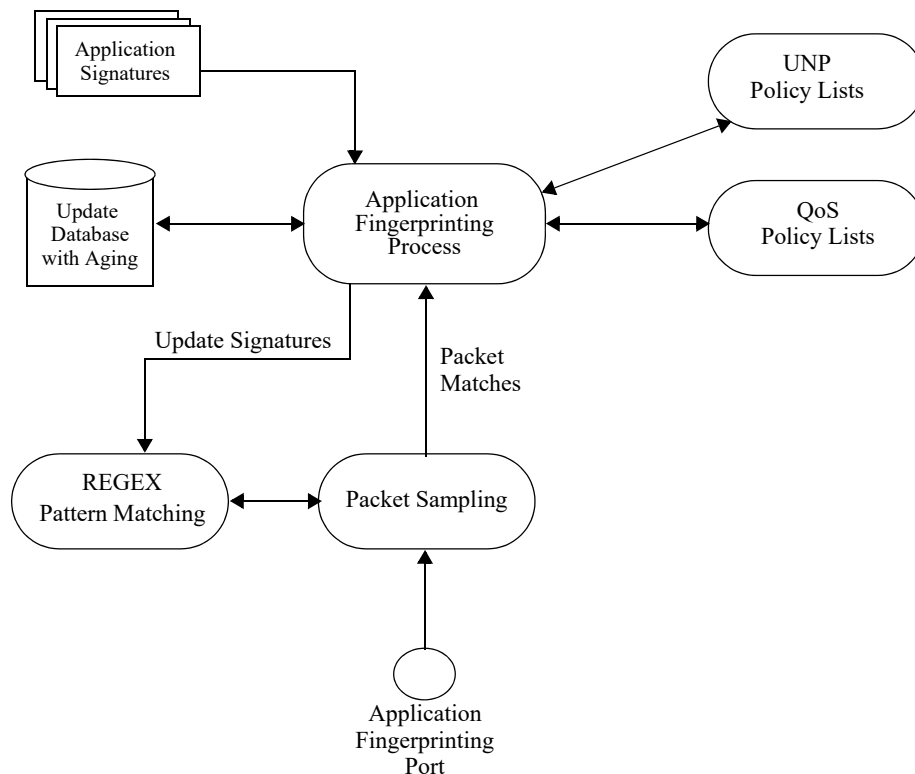 Application
Signatures
UNP
Policy Lists
Update
Database
with Aging
Application
Fingerprinting
Process
QoS
Policy Lists
Update Signatures
Packet
Matches
REGEX
Pattern Matching
Packet Sampling
Application
Fingerprinting
Port